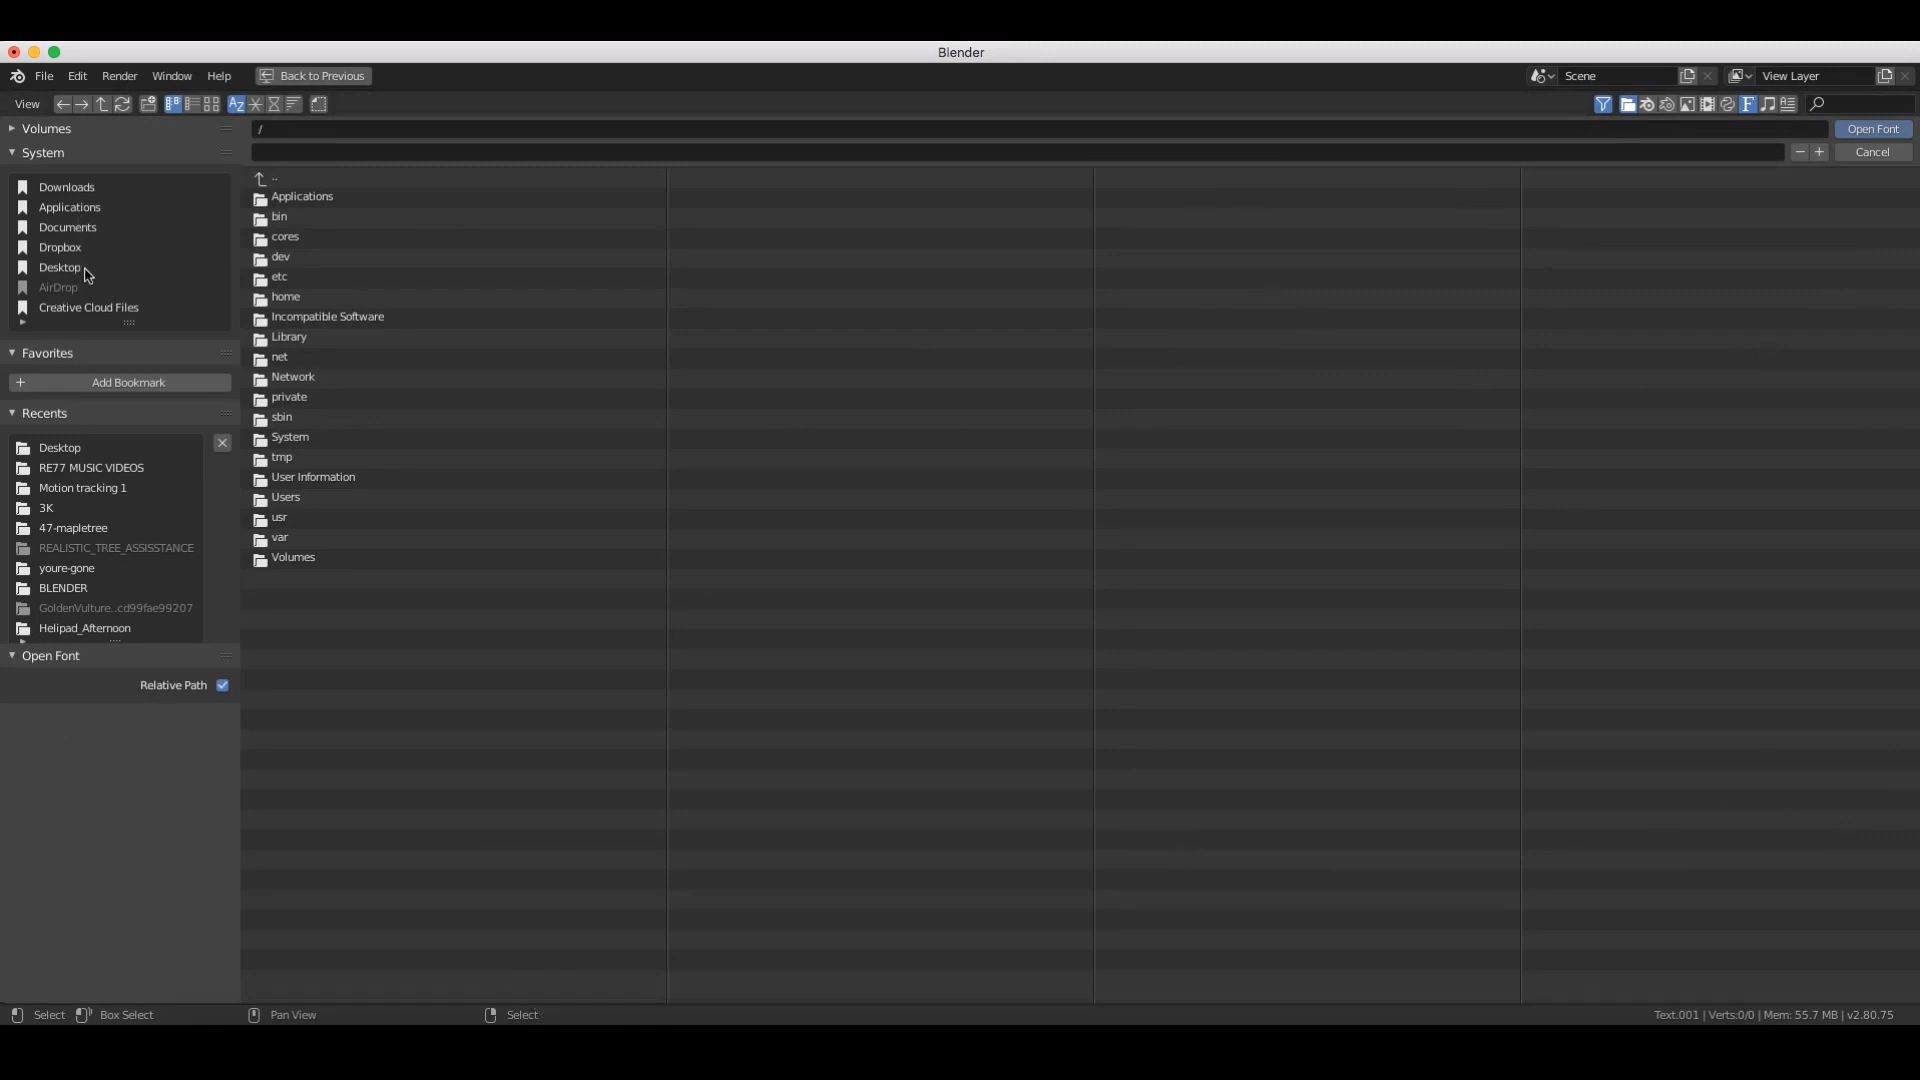 Blender
File Edit Render Window Help Back to Previous Scene View Layer
View
Volumes
/
Open Font
System
Cancel
Downloads
Applications
Documents
Dropbox
Desktop
AirDrop
Creative Cloud Files
Favorites
Add Bookmark
Recents
Desktop
RE77 MUSIC VIDEOS
Motion tracking 1
3K
47-mapletree
REALISTIC_TREE_ASSISSTANCE
youre-gone
BLENDER
GoldenVulture..cd99fae99207
Helipad_Afternoon
Open Font
Relative Path
..
Applications
bin
cores
dev
etc
home
Incompatible Software
Library
net
Network
private
sbin
System
tmp
User Information
Users
usr
var
Volumes
Select Box Select Pan View Select Text.001 | Verts:0/0 | Mem: 55.7 MB | v2.80.75